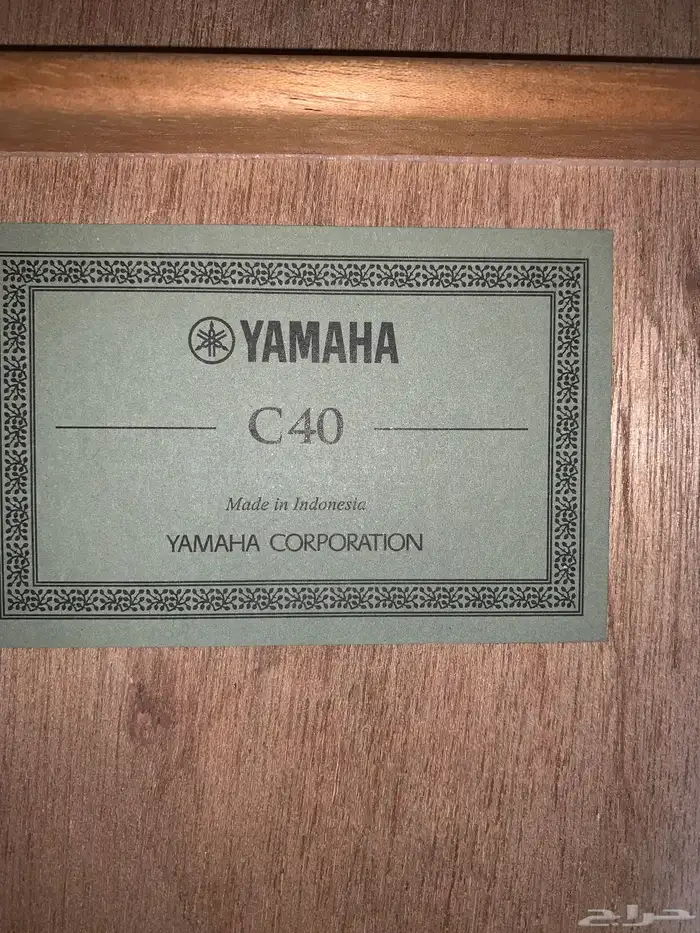 YAMAHA
C40
Made in Indonesia
YAMAHA CORPORATION
حراج